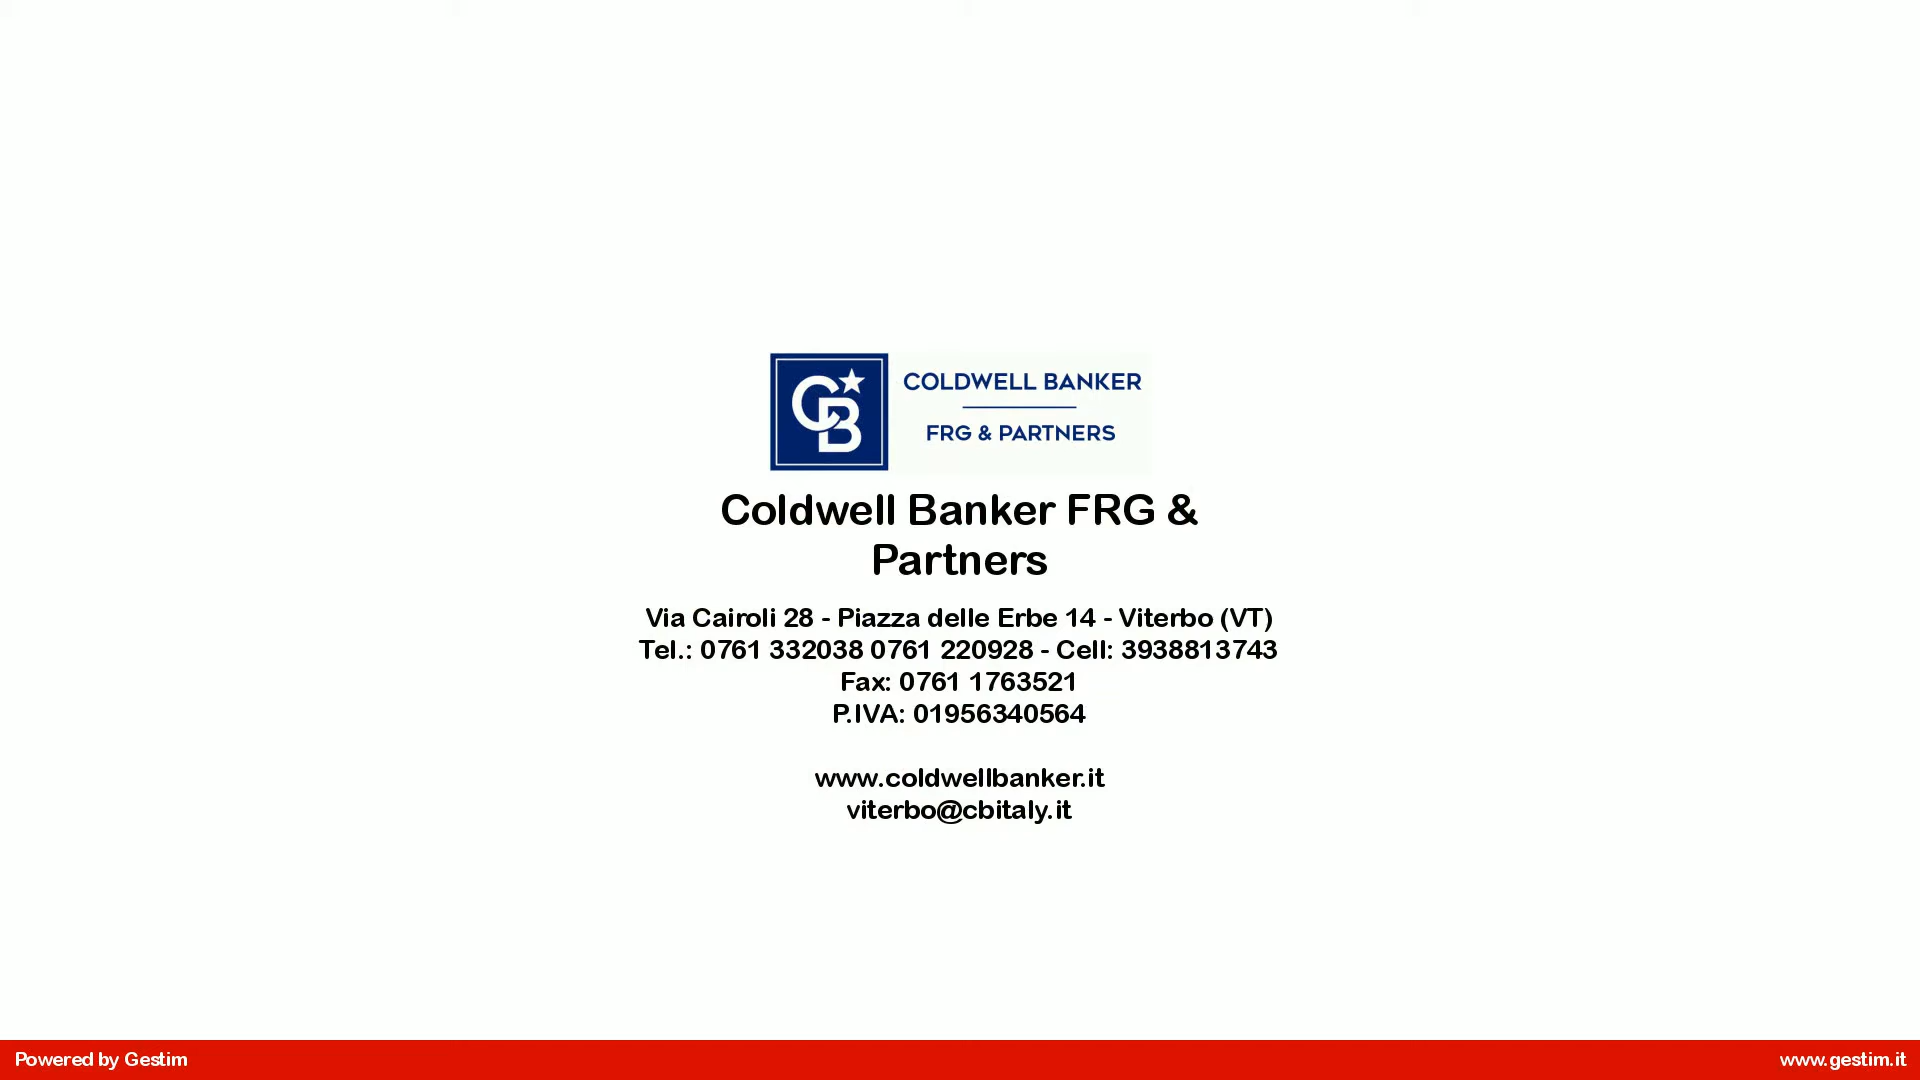 COLDWELL BANKER
FRG & PARTNERS
Coldwell Banker FRG &
Partners
Via Cairoli 28 - Piazza delle Erbe 14 - Viterbo (VT)
Tel.: 0761 332038 0761 220928 - Cell: 3938813743
Fax: 0761 1763521
P.IVA: 01956340564
www.coldwellbanker.it
viterbo@cbitaly.it
Powered by Gestim
www.gestim.it